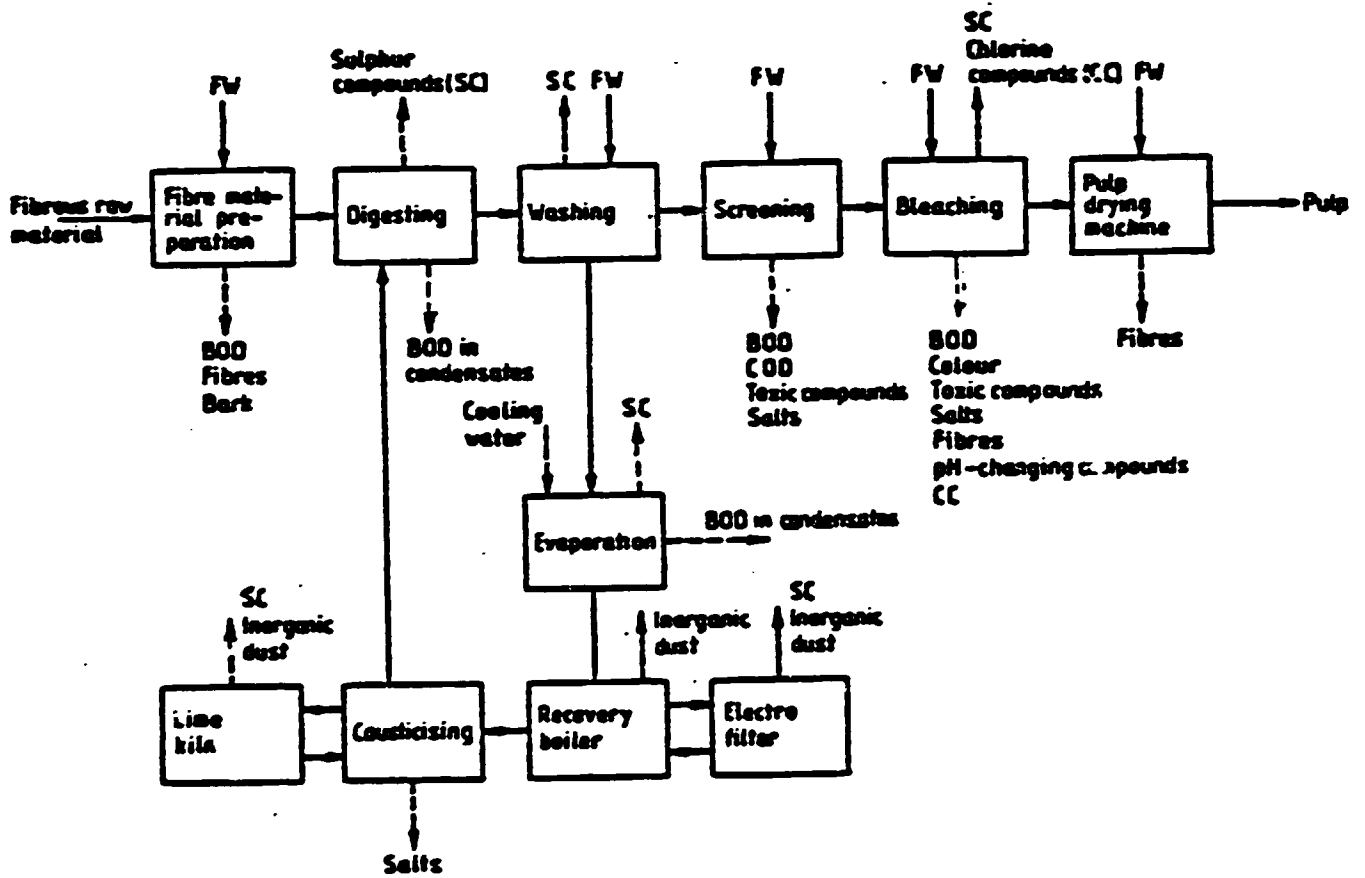 Sulphur
compounds (SC)
SC
Chlorine
compounds
FW
SC
FW
FW
FW
FW
Fibrous raw
material
Fibre mate-
rial pre-
paration
Digesting
Washing
Screening
Bleaching
Pulp
drying
machine
Pulp
BOD
Fibres
Bark
BOD in
condensates
BOD
COD
Toxic compounds
Salts
BOD
Colour
Toxic compounds
Salts
Fibres
pH-changing
CC
Fibres
Cooling
water
SC
Evaporation
BOD in condensates
SC
Inorganic
dust
Inorganic
dust
SC
Inorganic
dust
Lime
kiln
Causticising
Recovery
boiler
Electro
filter
Salts